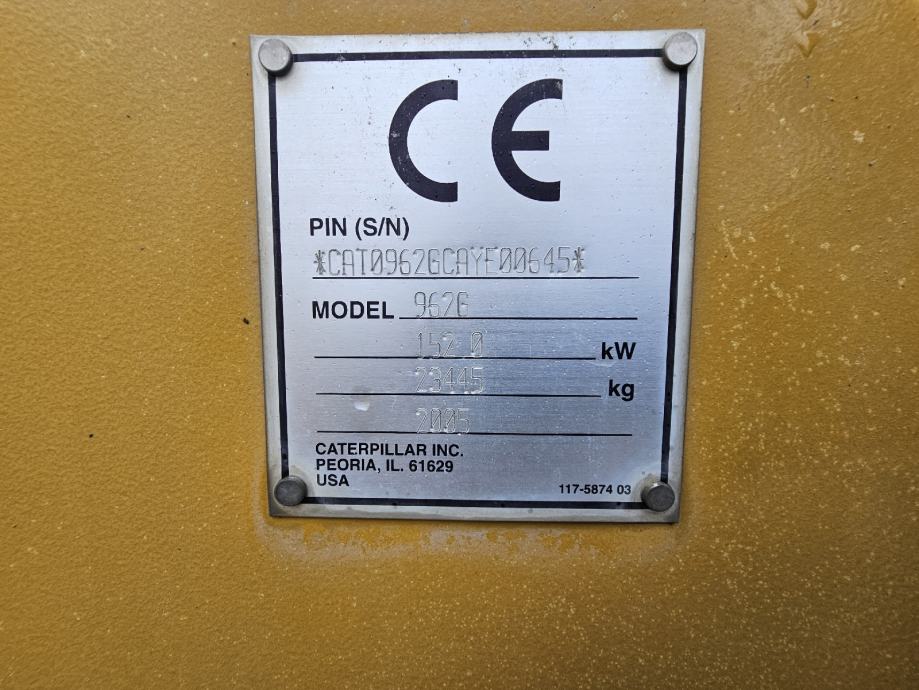 CE
PIN (S/N)
*CAT0962GCAYE00645*
MODEL 962G
152.0 kW
23445 kg
2005
CATERPILLAR INC.
PEORIA, IL. 61629
USA
117-5874 03